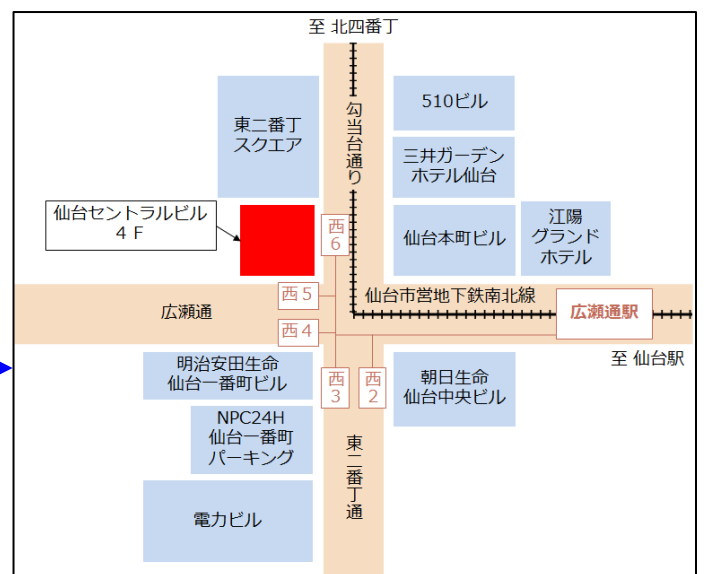 至 北四番丁
510ビル
東二番丁
スクエア
勾当台通り
三井ガーデン
ホテル仙台
仙台セントラルビル
４Ｆ
西
6
仙台本町ビル
江陽
グランド
ホテル
西5
仙台市営地下鉄南北線
広瀬通
広瀬通駅
西4
至 仙台駅
明治安田生命
仙台一番町ビル
西
3
西
2
朝日生命
仙台中央ビル
NPC24H
仙台一番町
パーキング
東二番丁通
電力ビル